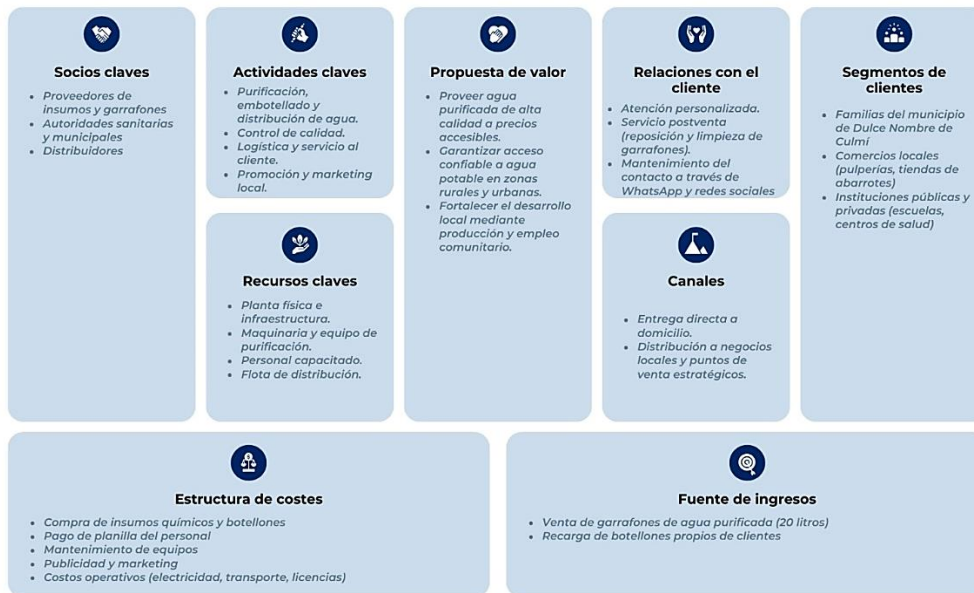 Socios claves
• Proveedores de
insumos y garrafones
• Autoridades sanitarias
y municipales
• Distribuidores
Actividades claves
• Purificación,
embotellado y
distribución de agua.
• Control de calidad.
• Logística y servicio al
cliente.
• Promoción y marketing
local.
Recursos claves
• Planta física e
infraestructura.
• Maquinaria y equipo de
purificación.
• Personal capacitado.
• Flota de distribución.
Propuesta de valor
• Proveer agua
purificada de alta
calidad a precios
accesibles.
• Garantizar acceso
confiable a agua
potable en zonas
rurales y urbanas.
• Fortalecer el desarrollo
local mediante
producción y empleo
comunitario.
Relaciones con el
cliente
• Atención personalizada.
• Servicio postventa
(reposición y limpieza de
garrafones).
• Mantenimiento del
contacto a través de
WhatsApp y redes sociales
Canales
• Entrega directa a
domicilio.
• Distribución a negocios
locales y puntos de
venta estratégicos.
Segmentos de
clientes
• Familias del municipio
de Dulce Nombre de
Culmí
• Comercios locales
(pulperías, tiendas de
abarrotes)
• Instituciones públicas y
privadas (escuelas,
centros de salud)
Estructura de costes
• Compra de insumos químicos y botellones
• Pago de planilla del personal
• Mantenimiento de equipos
• Publicidad y marketing
• Costos operativos (electricidad, transporte, licencias)
Fuente de ingresos
• Venta de garrafones de agua purificada (20 litros)
• Recarga de botellones propios de clientes